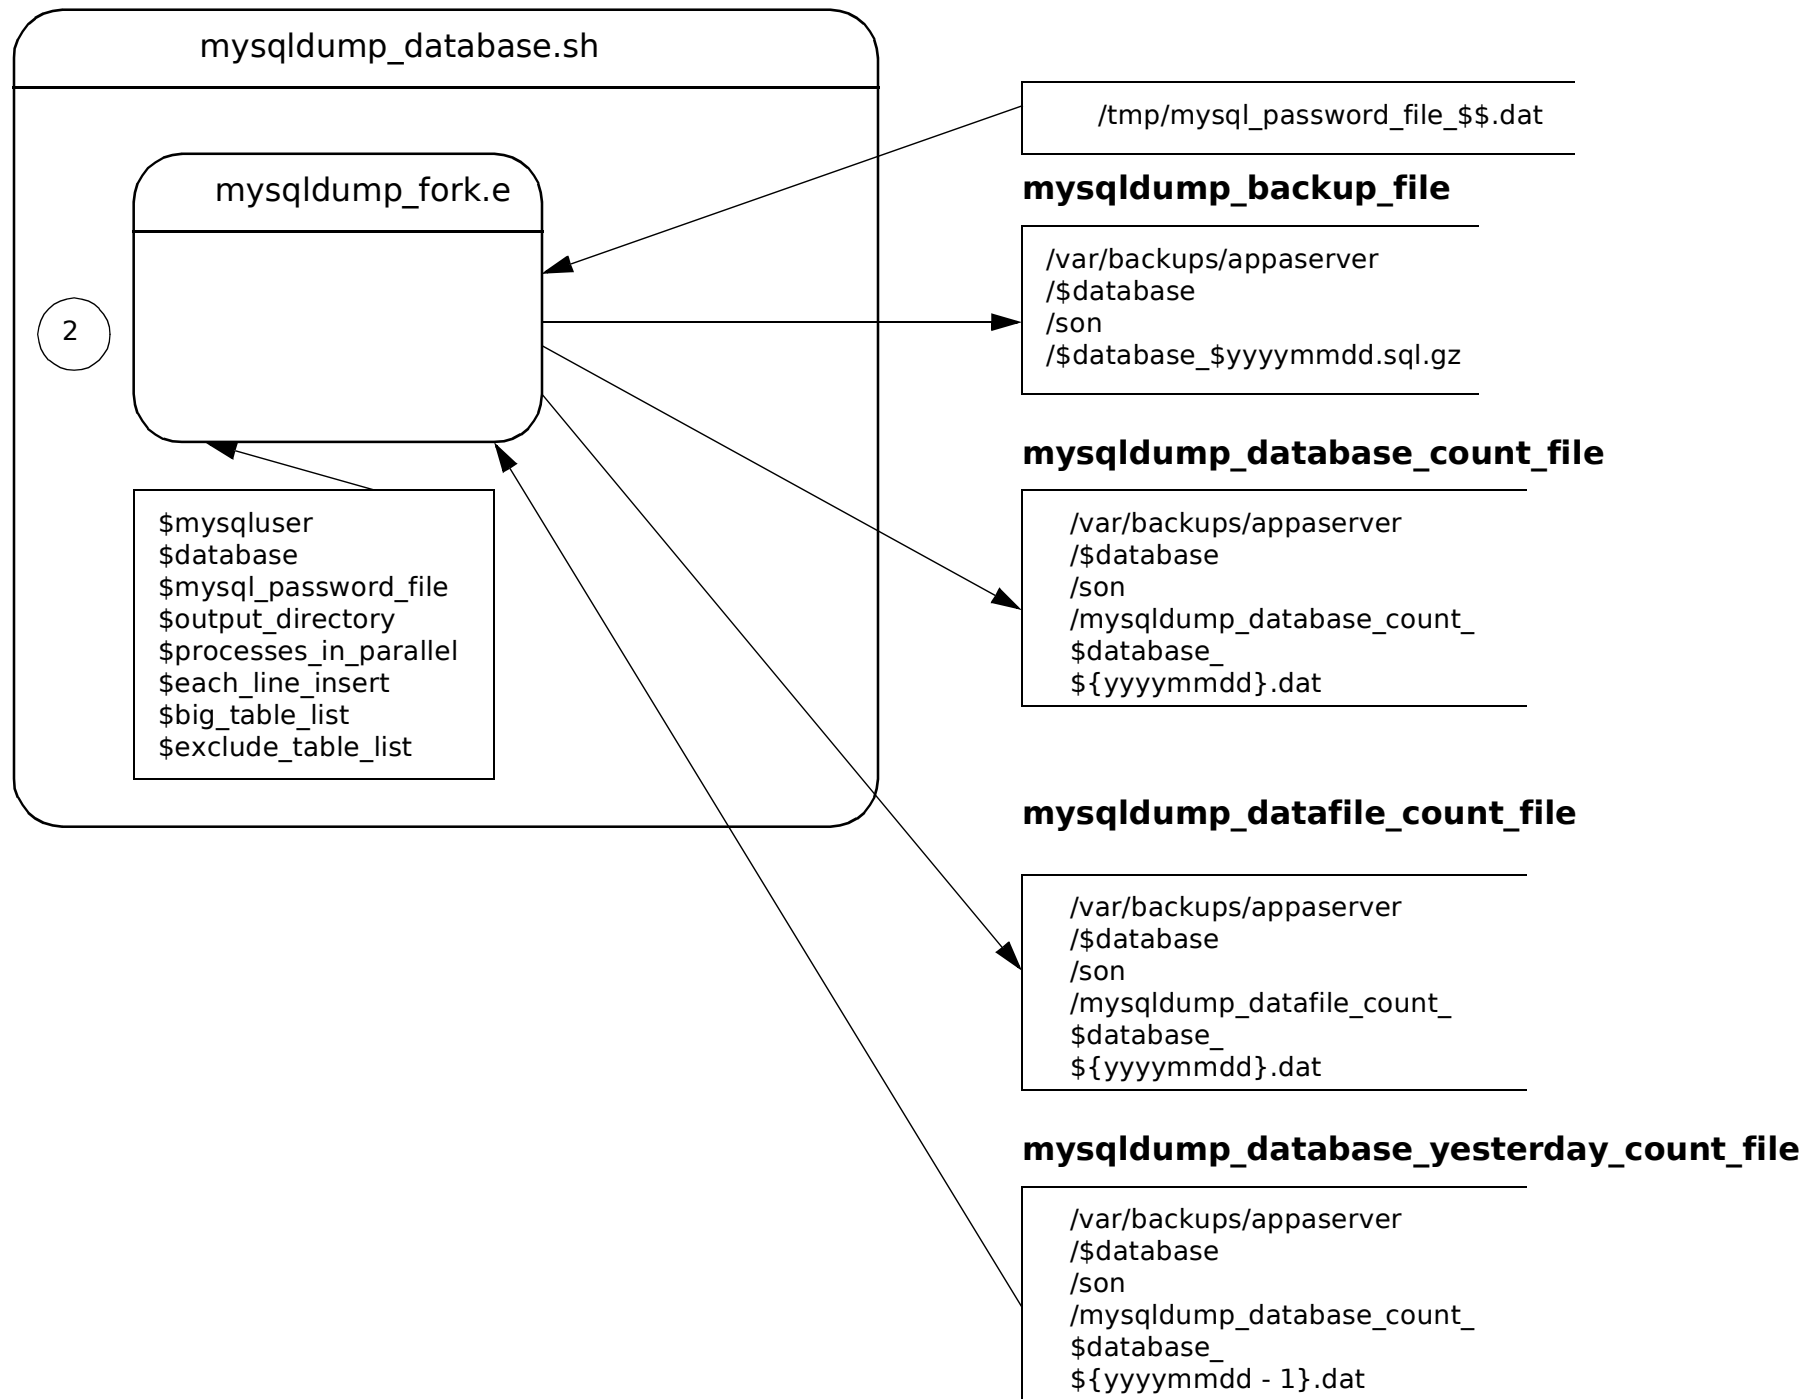 mysqldump_database.sh
mysqldump_fork.e
2
$mysqluser
$database
$mysql_password_file
$output_directory
$processes_in_parallel
$each_line_insert
$big_table_list
$exclude_table_list
/tmp/mysql_password_file_$$.dat
mysqldump_backup_file
/var/backups/appaserver
/$database
/son
/$database_$yyyymmdd.sql.gz
mysqldump_database_count_file
/var/backups/appaserver
/$database
/son
/mysqldump_database_count_
$database_
${yyyymmdd}.dat
mysqldump_datafile_count_file
/var/backups/appaserver
/$database
/son
/mysqldump_datafile_count_
$database_
${yyyymmdd}.dat
mysqldump_database_yesterday_count_file
/var/backups/appaserver
/$database
/son
/mysqldump_database_count_
$database_
${yyyymmdd - 1}.dat